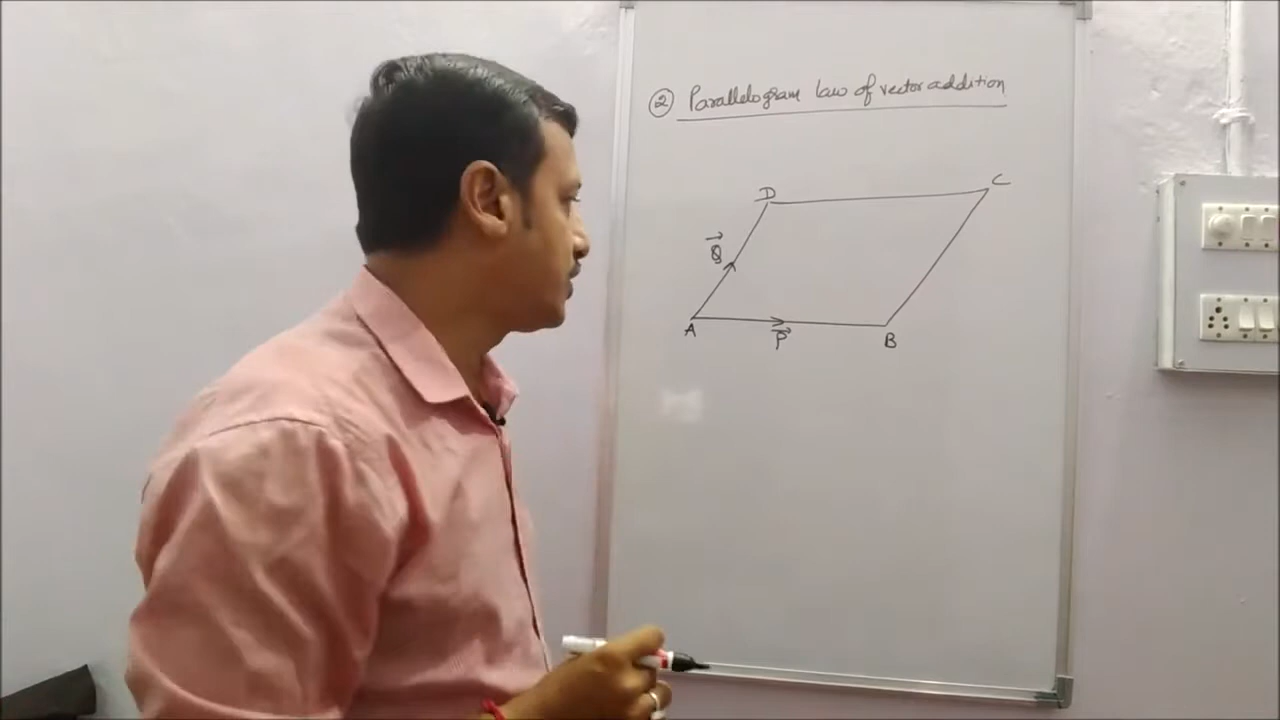 ② Parallelogram law of vector addition
D
C
Q⃗
A
P⃗
B